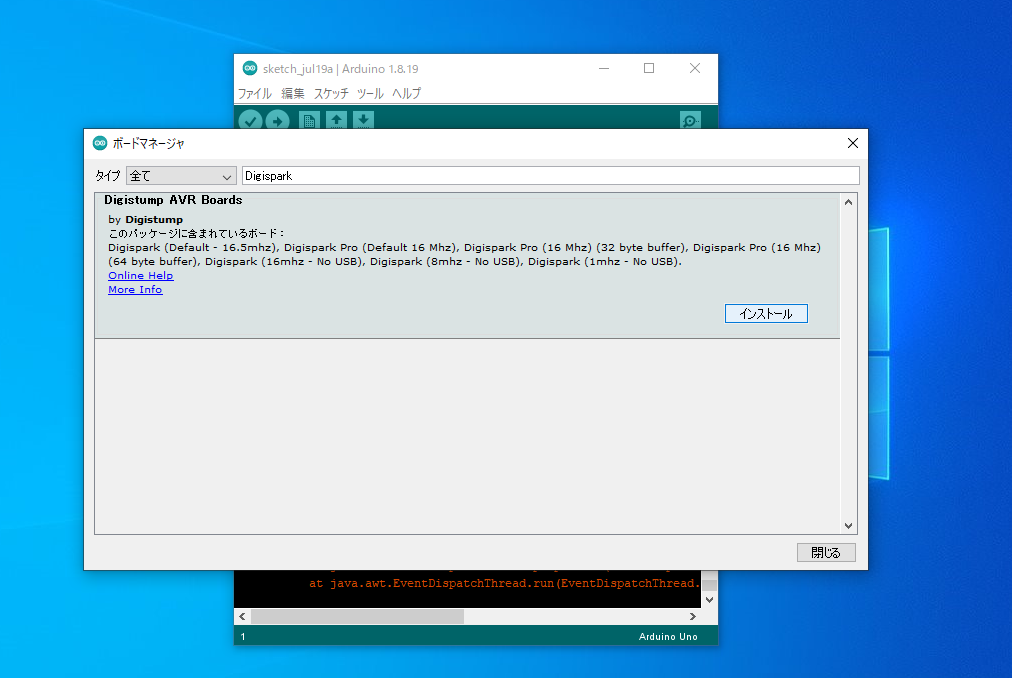 sketch_jul19a | Arduino 1.8.19
ファイル 編集 スケッチ ツール ヘルプ
ボードマネージャ
タイプ 全て Digispark
Digistump AVR Boards
by Digistump
このパッケージに含まれているボード：
Digispark (Default - 16.5mhz), Digispark Pro (Default 16 Mhz), Digispark Pro (16 Mhz) (32 byte buffer), Digispark Pro (16 Mhz)
(64 byte buffer), Digispark (16mhz - No USB), Digispark (8mhz - No USB), Digispark (1mhz - No USB).
Online Help
More Info
インストール
閉じる
at java.awt.EventDispatchThread.run(EventDispatchThread.
1 Arduino Uno